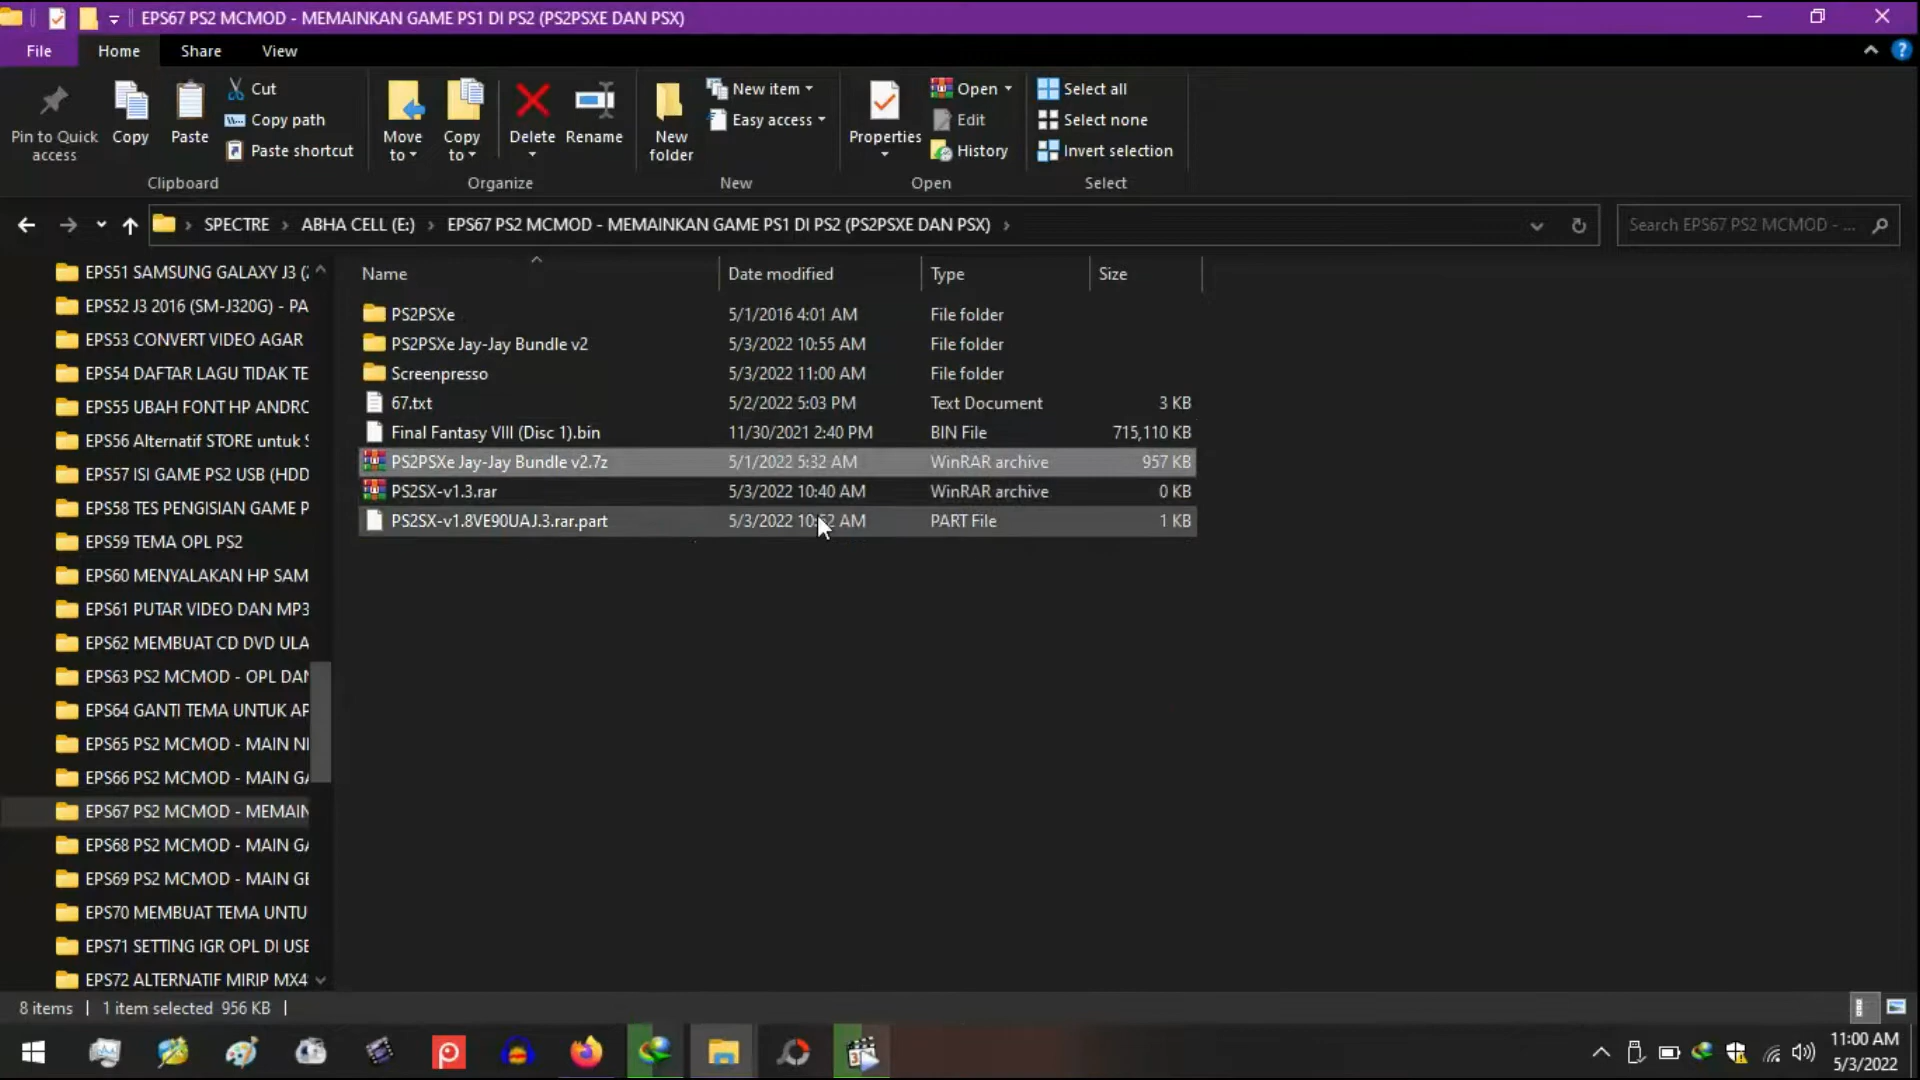 EPS67 PS2 MCMOD - MEMAINKAN GAME PS1 DI PS2 (PS2PSXE DAN PSX)
File
Home
Share
View
Pin to Quick access
Copy
Paste
Cut
Copy path
Paste shortcut
Clipboard
Move to
Copy to
Delete
Rename
Organize
New folder
New item
Easy access
New
Properties
Open
Edit
History
Open
Select all
Select none
Invert selection
Select
SPECTRE › ABHA CELL (E:) › EPS67 PS2 MCMOD - MEMAINKAN GAME PS1 DI PS2 (PS2PSXE DAN PSX) ›
Search EPS67 PS2 MCMOD - ...
EPS51 SAMSUNG GALAXY J3 (2
EPS52 J3 2016 (SM-J320G) - PA
EPS53 CONVERT VIDEO AGAR
EPS54 DAFTAR LAGU TIDAK TE
EPS55 UBAH FONT HP ANDRO
EPS56 Alternatif STORE untuk S
EPS57 ISI GAME PS2 USB (HDD
EPS58 TES PENGISIAN GAME P
EPS59 TEMA OPL PS2
EPS60 MENYALAKAN HP SAM
EPS61 PUTAR VIDEO DAN MP3
EPS62 MEMBUAT CD DVD ULA
EPS63 PS2 MCMOD - OPL DAN
EPS64 GANTI TEMA UNTUK AP
EPS65 PS2 MCMOD - MAIN NI
EPS66 PS2 MCMOD - MAIN GA
EPS67 PS2 MCMOD - MEMAIN
EPS68 PS2 MCMOD - MAIN GA
EPS69 PS2 MCMOD - MAIN GE
EPS70 MEMBUAT TEMA UNTU
EPS71 SETTING IGR OPL DI USE
EPS72 ALTERNATIF MIRIP MX4
Name Date modified Type Size
PS2PSXe 5/1/2016 4:01 AM File folder
PS2PSXe Jay-Jay Bundle v2 5/3/2022 10:55 AM File folder
Screenpresso 5/3/2022 11:00 AM File folder
67.txt 5/2/2022 5:03 PM Text Document 3 KB
Final Fantasy VIII (Disc 1).bin 11/30/2021 2:40 PM BIN File 715,110 KB
PS2PSXe Jay-Jay Bundle v2.7z 5/1/2022 5:32 AM WinRAR archive 957 KB
PS2SX-v1.3.rar 5/3/2022 10:40 AM WinRAR archive 0 KB
PS2SX-v1.8VE90UAJ.3.rar.part 5/3/2022 10:52 AM PART File 1 KB
8 items | 1 item selected 956 KB |
11:00 AM
5/3/2022